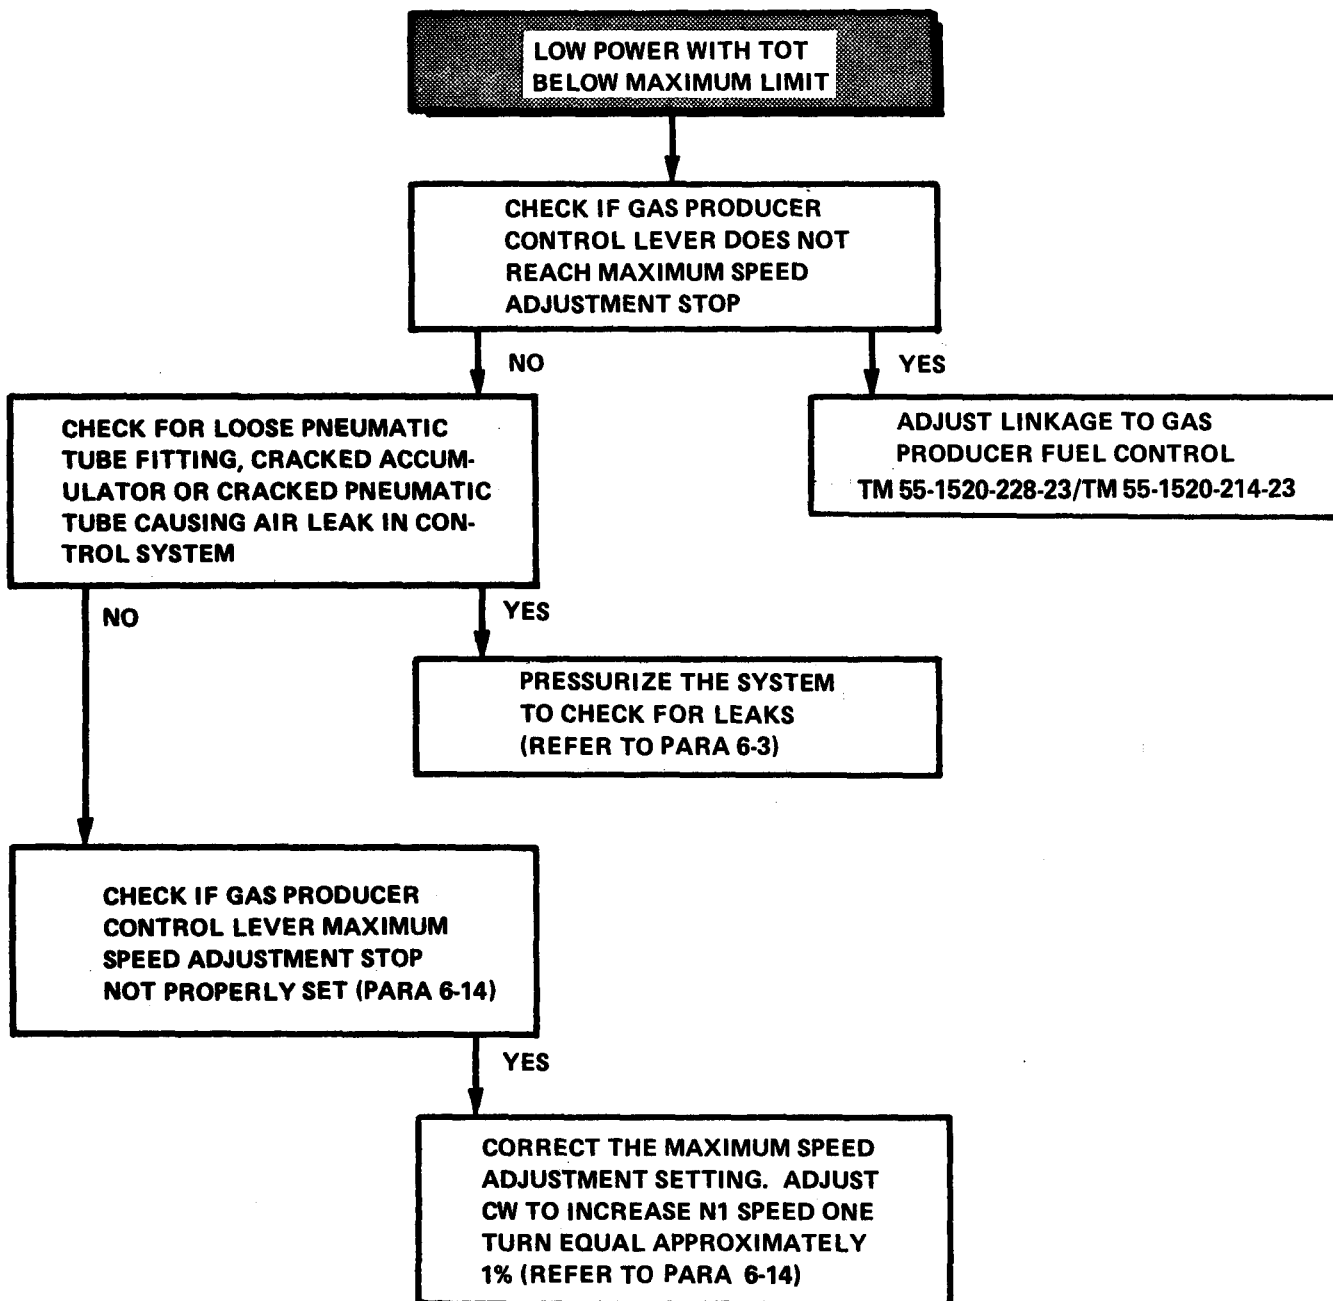 LOW POWER WITH TOT
BELOW MAXIMUM LIMIT
CHECK IF GAS PRODUCER
CONTROL LEVER DOES NOT
REACH MAXIMUM SPEED
ADJUSTMENT STOP
NO
YES
CHECK FOR LOOSE PNEUMATIC
TUBE FITTING, CRACKED ACCUM-
ULATOR OR CRACKED PNEUMATIC
TUBE CAUSING AIR LEAK IN CON-
TROL SYSTEM
ADJUST LINKAGE TO GAS
PRODUCER FUEL CONTROL
TM 55-1520-228-23/TM 55-1520-214-23
NO
YES
PRESSURIZE THE SYSTEM
TO CHECK FOR LEAKS
(REFER TO PARA 6-3)
CHECK IF GAS PRODUCER
CONTROL LEVER MAXIMUM
SPEED ADJUSTMENT STOP
NOT PROPERLY SET (PARA 6-14)
YES
CORRECT THE MAXIMUM SPEED
ADJUSTMENT SETTING. ADJUST
CW TO INCREASE N1 SPEED ONE
TURN EQUAL APPROXIMATELY
1% (REFER TO PARA 6-14)